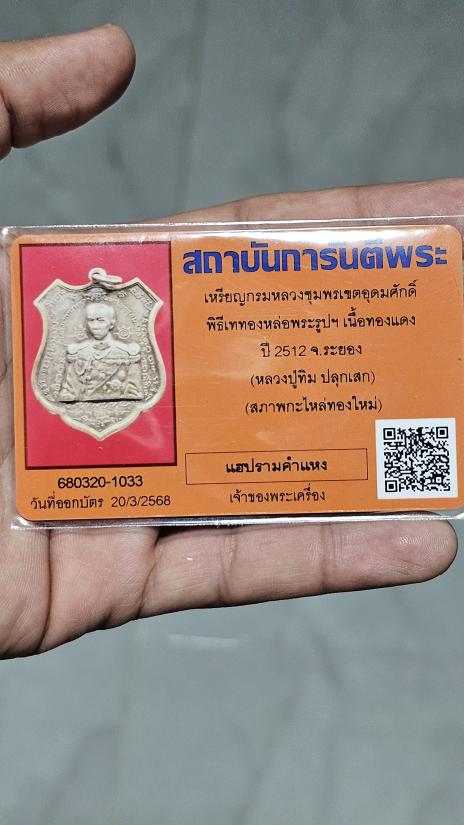 สถาบันการันตีพระ
เหรียญกรมหลวงชุมพรเขตอุดมศักดิ์
พิธีเททองหล่อพระรูปฯ เนื้อทองแดง
ปี 2512 จ.ระยอง
(หลวงปู่ทิม ปลุกเสก)
(สภาพกะไหล่ทองใหม่)
แฮปรามคำแหง
เจ้าของพระเครื่อง
680320-1033
วันที่ออกบัตร 20/3/2568